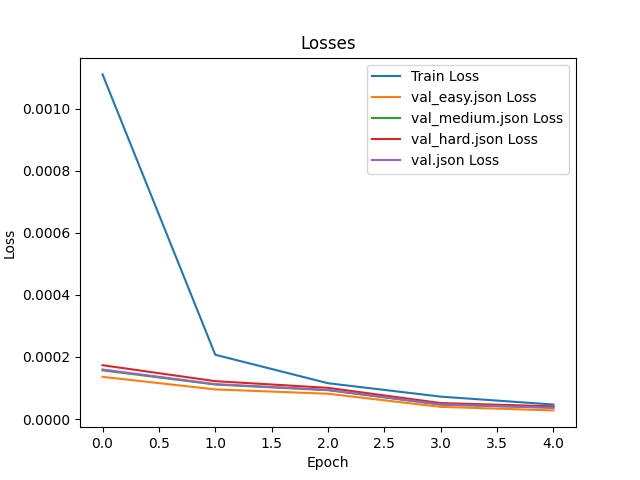 Losses
Train Loss
val_easy.json Loss
val_medium.json Loss
val_hard.json Loss
val.json Loss
Loss
0.0010
0.0008
0.0006
0.0004
0.0002
0.0000
0.0 0.5 1.0 1.5 2.0 2.5 3.0 3.5 4.0
Epoch